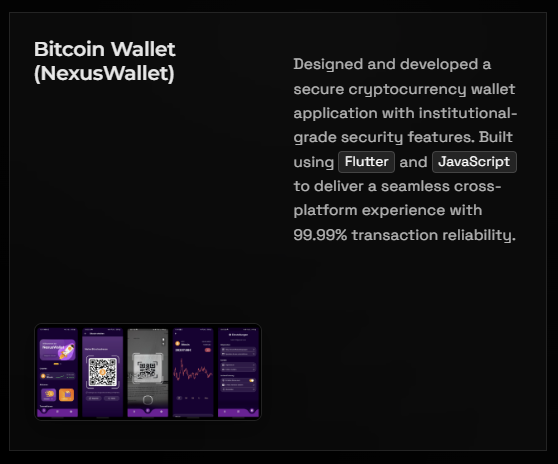 Bitcoin Wallet
(NexusWallet)
Designed and developed a
secure cryptocurrency wallet
application with institutional-
grade security features. Built
using Flutter and JavaScript
to deliver a seamless cross-
platform experience with
99.99% transaction reliability.